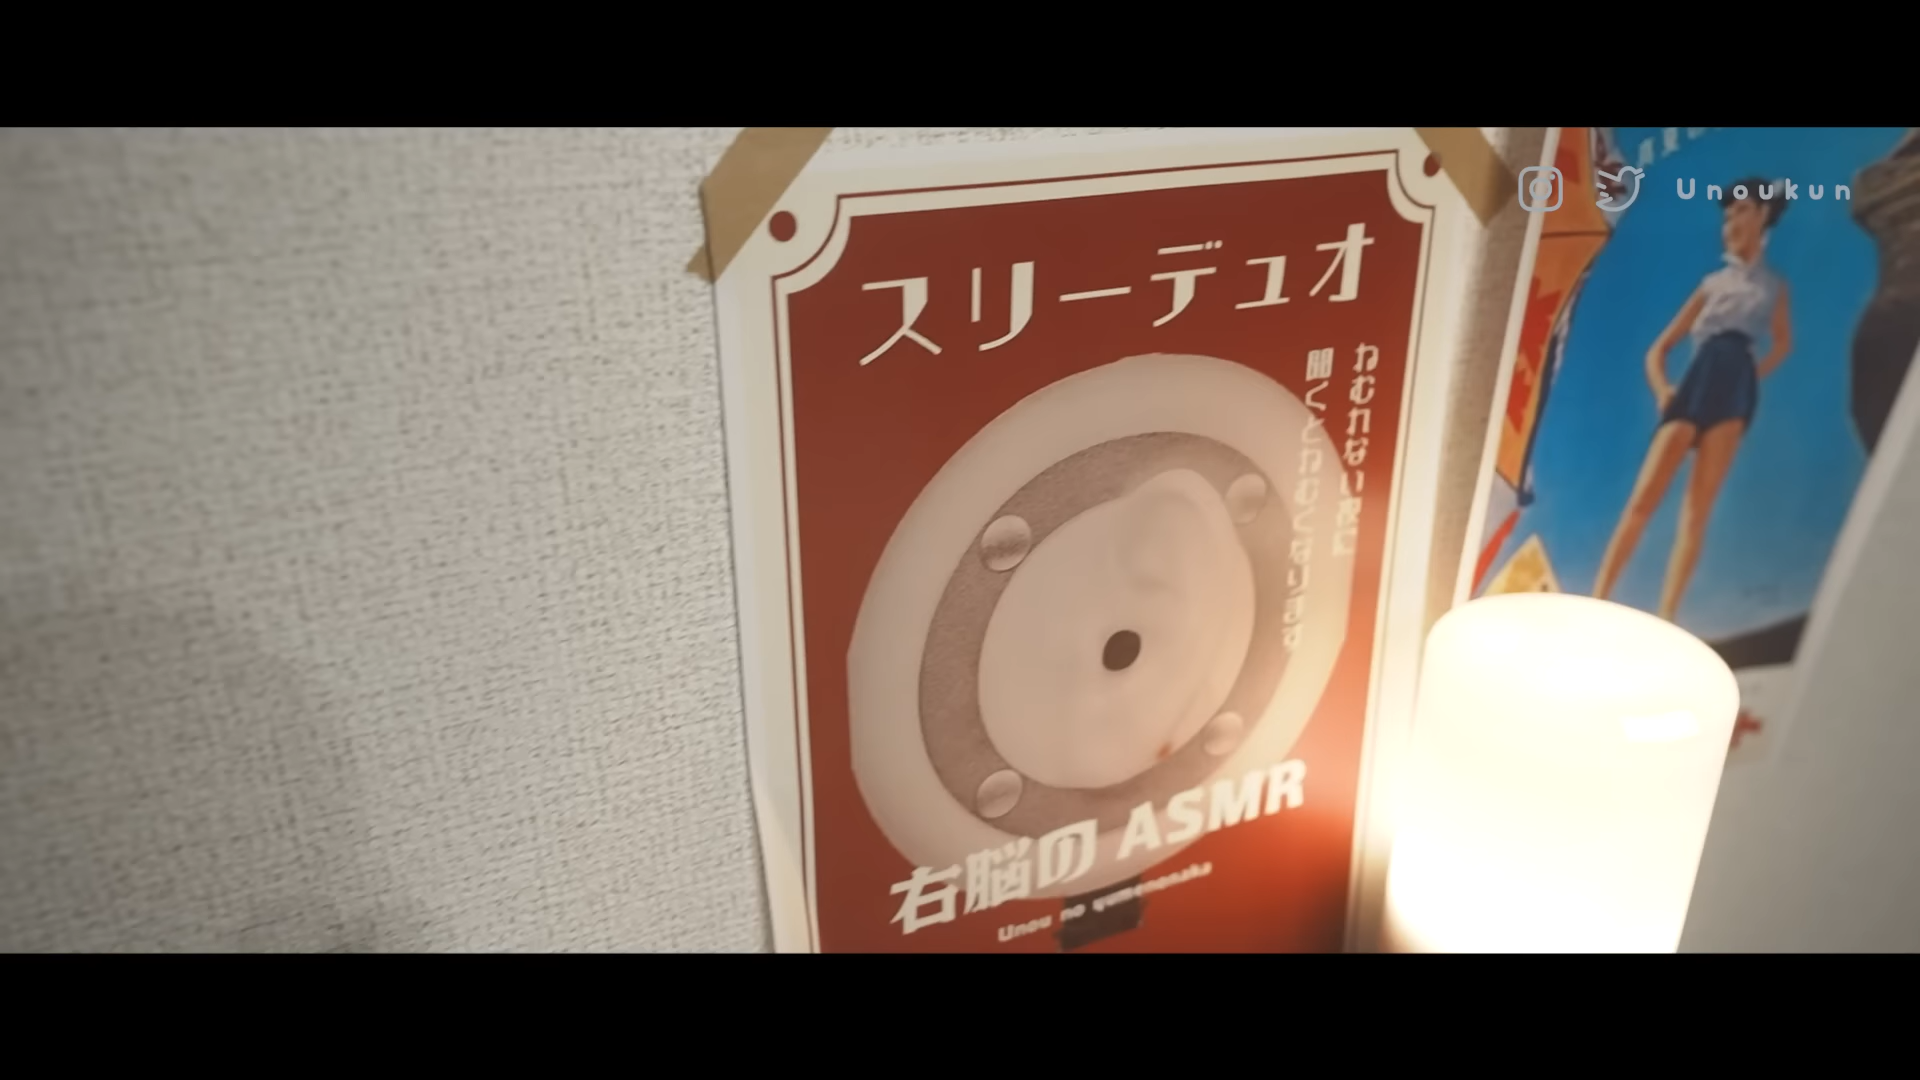 Unoukun
スリーデュオ
ねむれない夜に
聞くとねむくなります
右脳の ASMR
Unou no yumenonaka